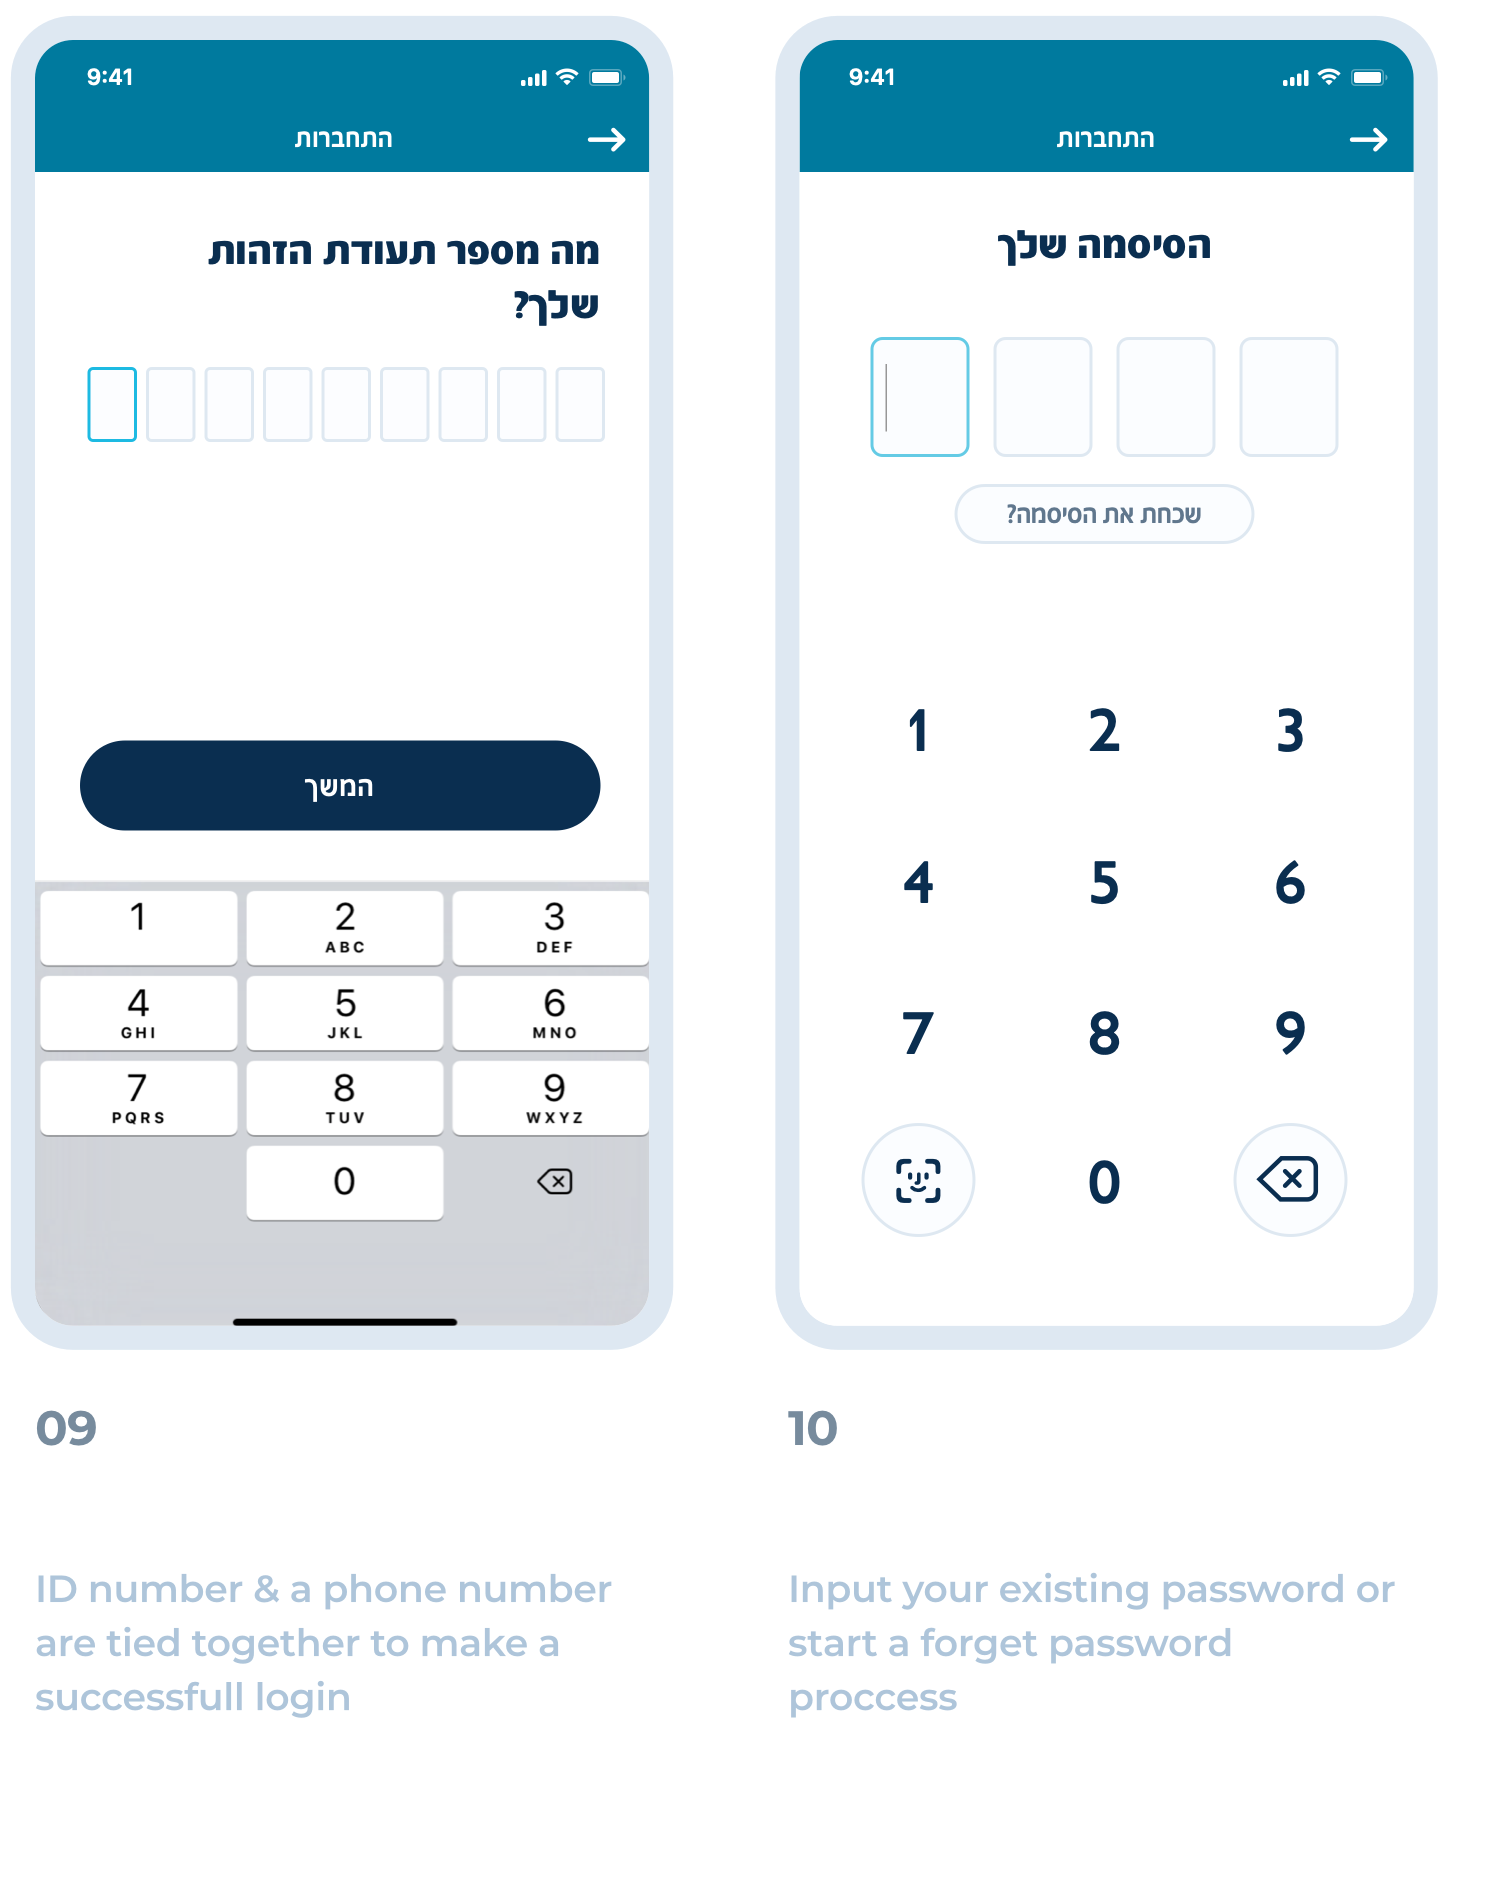 9:41
התחברות
מה מספר תעודת הזהות
שלך?
המשך
1
2
ABC
3
DEF
4
GHI
5
JKL
6
MNO
7
PQRS
8
TUV
9
WXYZ
0
09
ID number & a phone number
are tied together to make a
successfull login
9:41
התחברות
הסיסמה שלך
שכחת את הסיסמה?
1 2 3
4 5 6
7 8 9
0
10
Input your existing password or
start a forget password
proccess